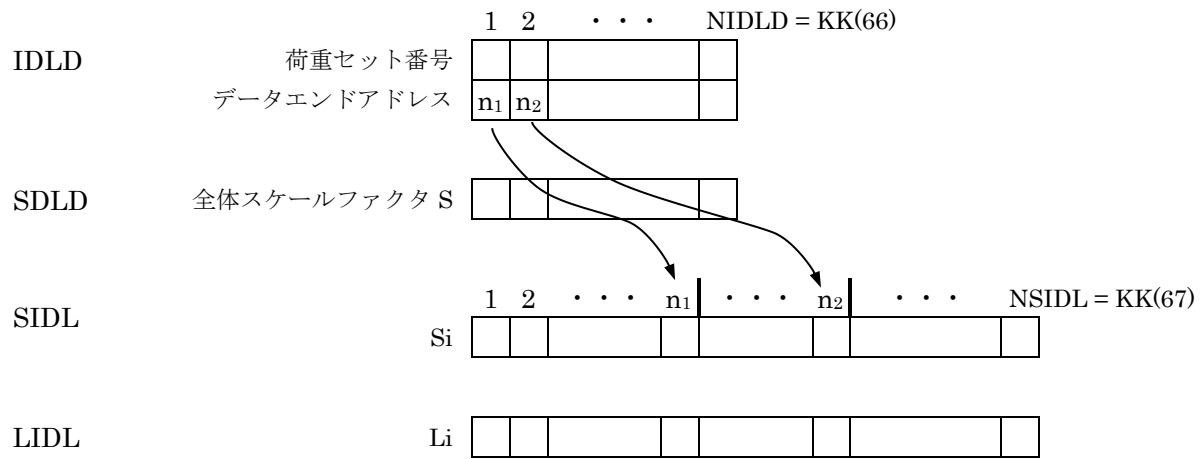 1 2 ・・・ NIDLD = KK(66)
IDLD 荷重セット番号
データエンドアドレス n1 n2
SDLD 全体スケールファクタ S
1 2 ・・・ n1 ・・・ n2 ・・・ NSIDL = KK(67)
SIDL
Si
LIDL Li